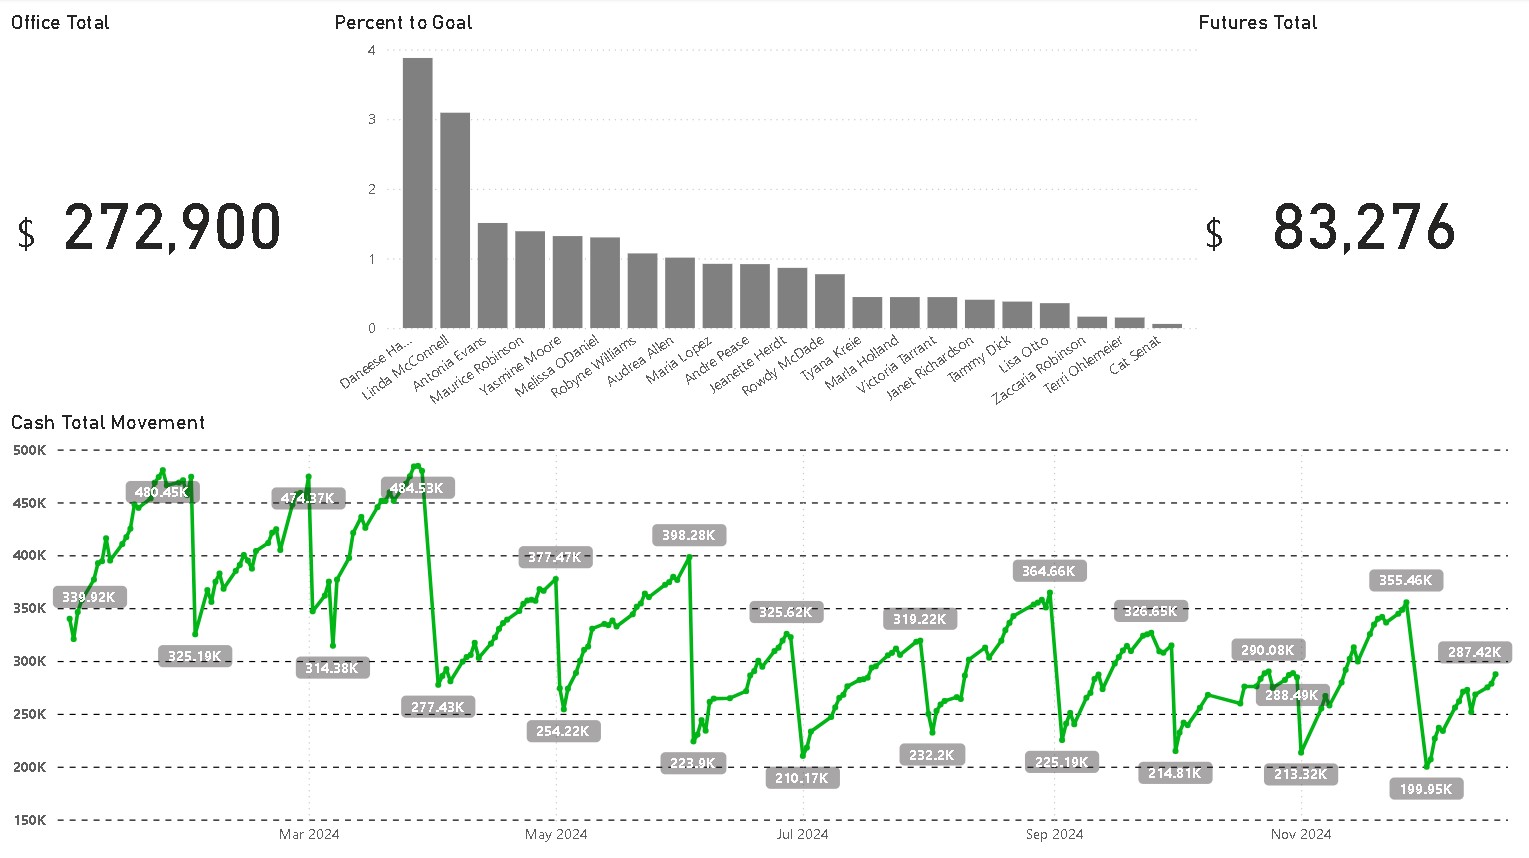 Office Total
Percent to Goal
Futures Total
4
3
2
1
0
$ 272,900
$ 83,276
Daneese Ha...
Linda McConnell
Antonia Evans
Maurice Robinson
Yasmine Moore
Melissa ODaniel
Robyne Williams
Audrea Allen
Maria Lopez
Andre Pease
Jeanette Herdt
Rowdy McDade
Tyana Kreie
Marla Holland
Victoria Tarrant
Janet Richardson
Tammy Dick
Lisa Otto
Zaccaria Robinson
Terri Ohlemeier
Cat Senat
Cash Total Movement
500K
450K
400K
350K
300K
250K
200K
150K
339.92K
480.45K
325.19K
474.37K
314.38K
484.53K
277.43K
377.47K
254.22K
398.28K
223.9K
325.62K
210.17K
319.22K
232.2K
364.66K
225.19K
326.65K
214.81K
290.08K
288.49K
213.32K
355.46K
199.95K
287.42K
Mar 2024
May 2024
Jul 2024
Sep 2024
Nov 2024